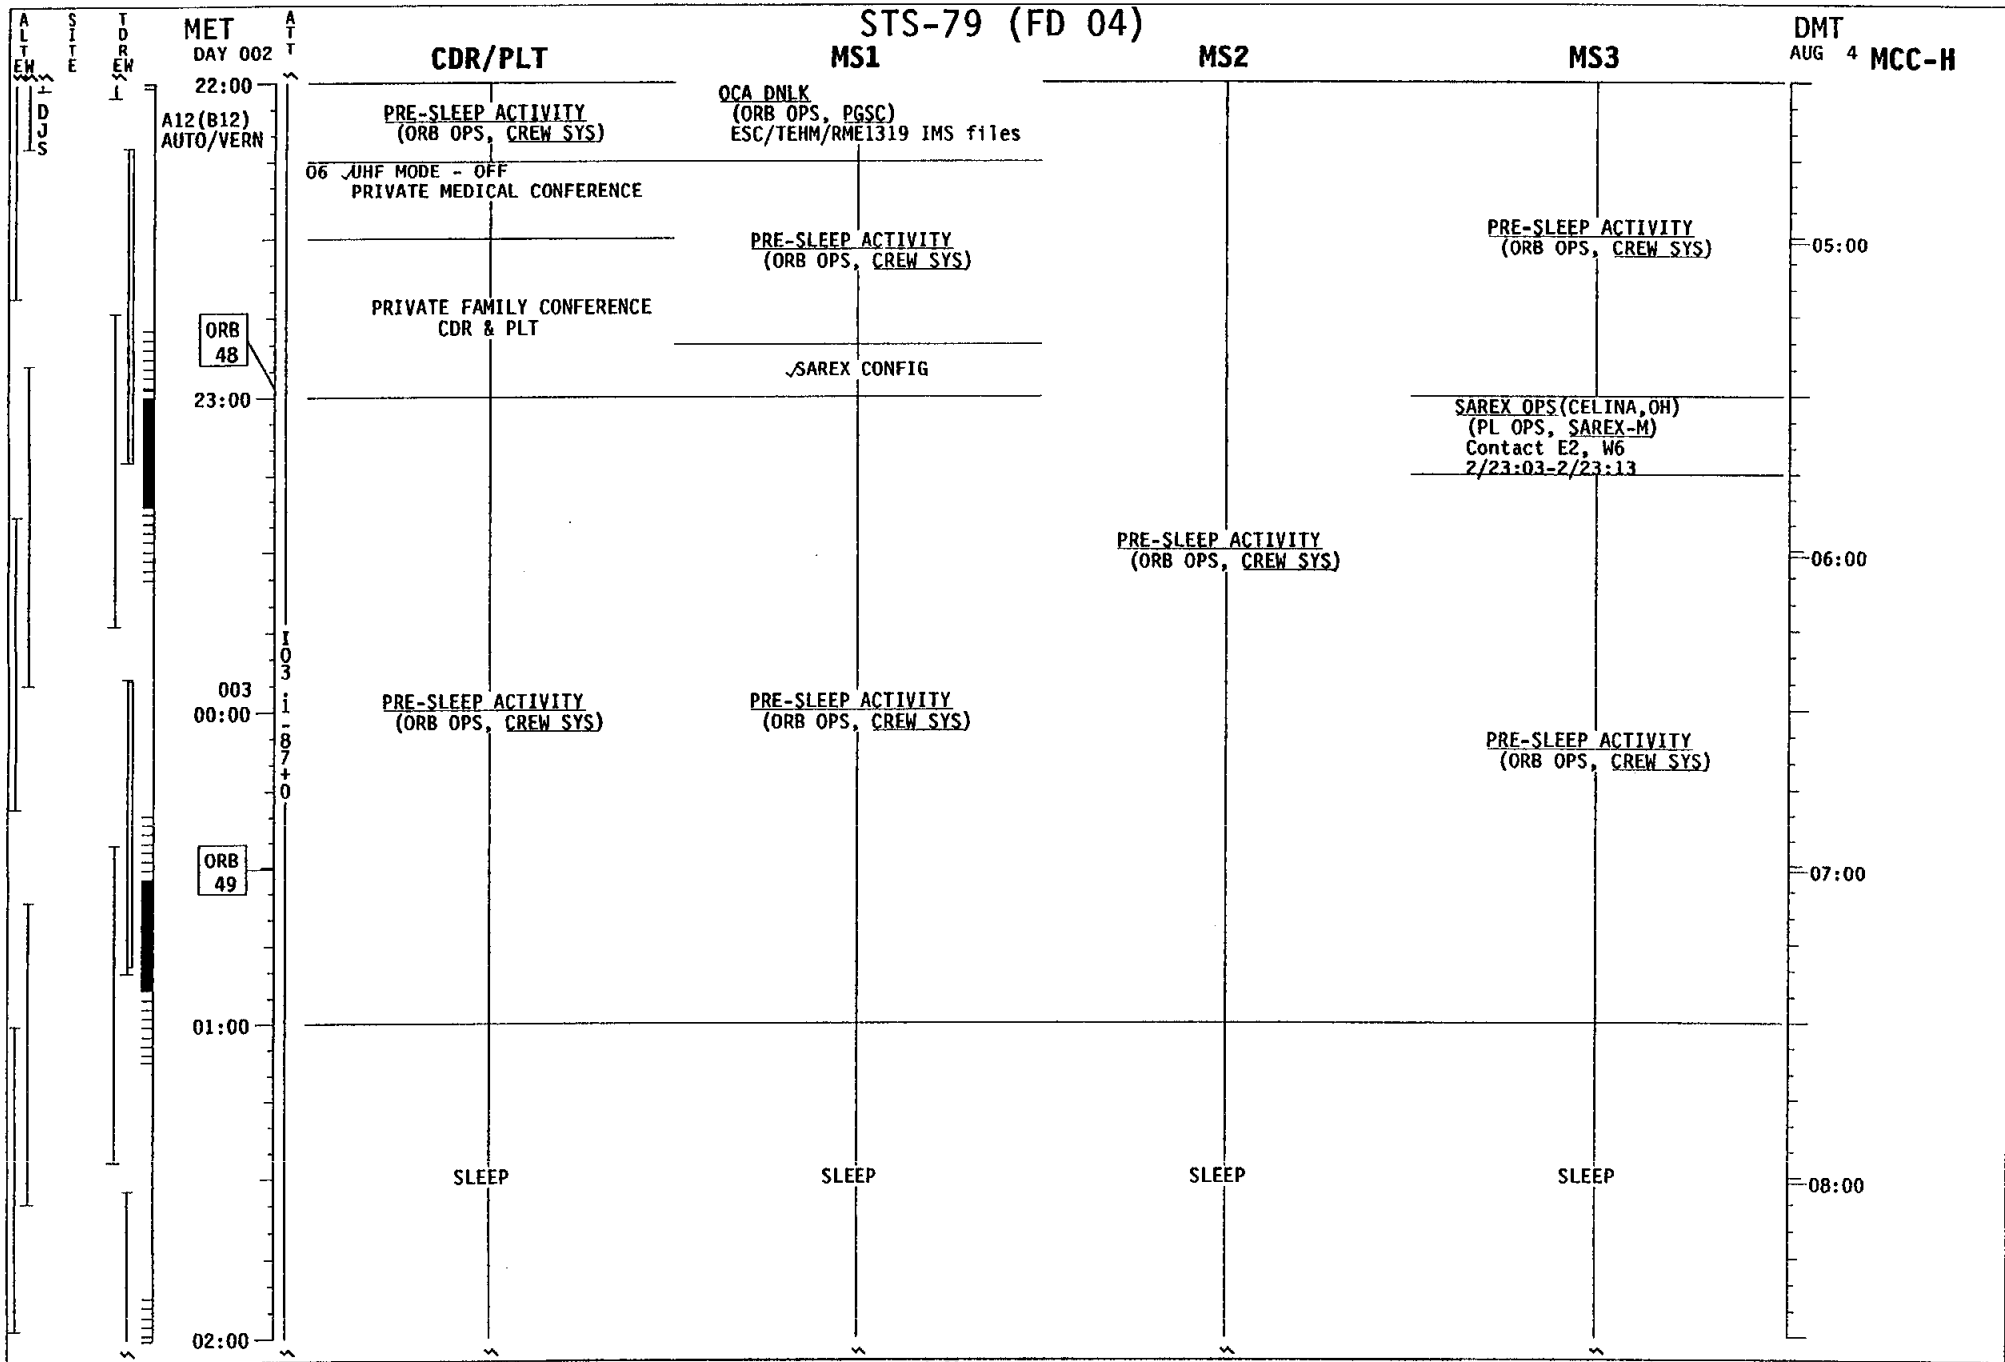 STS-79 (FD 04)
ALT EW
SITE
TDR EW
MET
DAY 002
ATT
CDR/PLT
MS1
MS2
MS3
DMT
AUG 4 MCC-H
DJS
22:00
A12(B12)
AUTO/VERN
PRE-SLEEP ACTIVITY
(ORB OPS, CREW SYS)
OCA DNLK
(ORB OPS, PGSC)
ESC/TEHM/RME1319 IMS files
O6 √UHF MODE - OFF
PRIVATE MEDICAL CONFERENCE
PRE-SLEEP ACTIVITY
(ORB OPS, CREW SYS)
PRE-SLEEP ACTIVITY
(ORB OPS, CREW SYS)
05:00
PRIVATE FAMILY CONFERENCE
CDR & PLT
ORB
48
√SAREX CONFIG
23:00
SAREX OPS(CELINA,OH)
(PL OPS, SAREX-M)
Contact E2, W6
2/23:03-2/23:13
PRE-SLEEP ACTIVITY
(ORB OPS, CREW SYS)
06:00
I03 i-87+0
003
00:00
PRE-SLEEP ACTIVITY
(ORB OPS, CREW SYS)
PRE-SLEEP ACTIVITY
(ORB OPS, CREW SYS)
PRE-SLEEP ACTIVITY
(ORB OPS, CREW SYS)
ORB
49
07:00
01:00
SLEEP
SLEEP
SLEEP
SLEEP
08:00
02:00